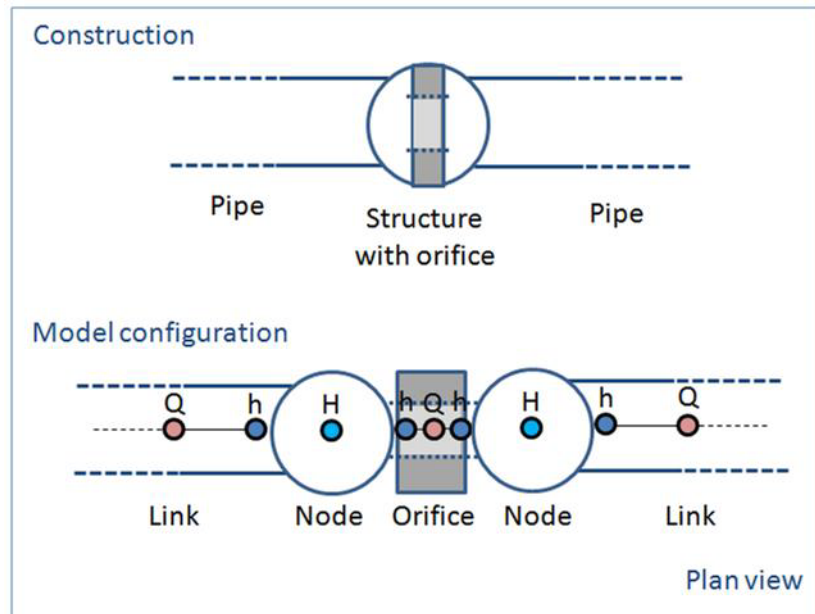 Construction
Pipe
Structure
with orifice
Pipe
Model configuration
Q h H h Q h H h Q
Link Node Orifice Node Link
Plan view